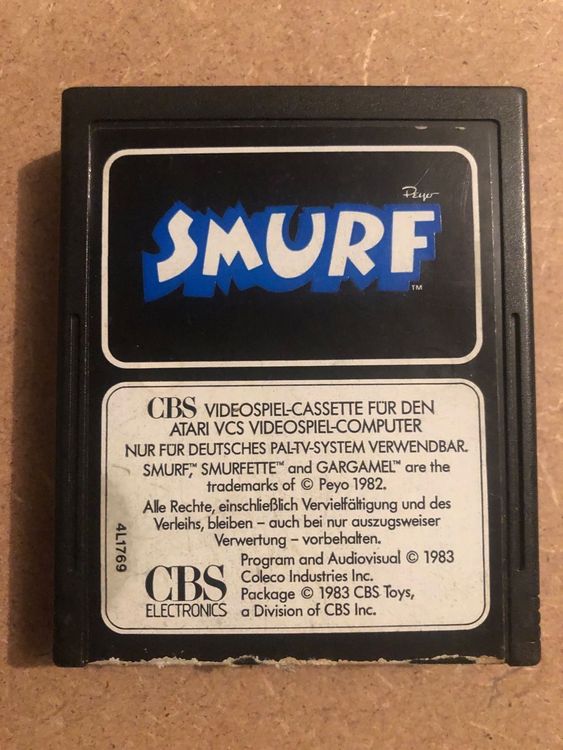 Peyo
SMURF
TM
CBS VIDEOSPIEL-CASSETTE FÜR DEN
ATARI VCS VIDEOSPIEL-COMPUTER
NUR FÜR DEUTSCHES PAL-TV-SYSTEM VERWENDBAR.
SMURF,™ SMURFETTE™ and GARGAMEL™ are the
trademarks of © Peyo 1982.
Alle Rechte, einschließlich Vervielfältigung und des
Verleihs, bleiben – auch bei nur auszugsweiser
Verwertung – vorbehalten.
4L1769
CBS
ELECTRONICS
Program and Audiovisual © 1983
Coleco Industries Inc.
Package © 1983 CBS Toys,
a Division of CBS Inc.